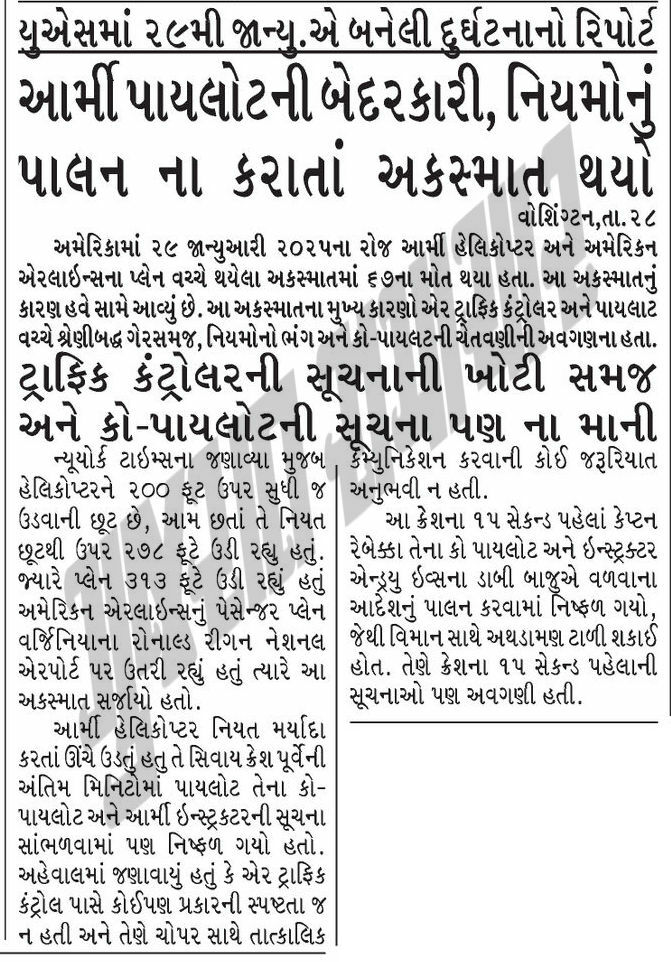 યુએસમાં ૨૯મી જાન્યુ.એ બનેલી દુર્ઘટનાનો રિપોર્ટ
આર્મી પાયલોટની બેદરકારી, નિયમોનું
પાલન ના કરાતાં અકસ્માત થયો
વોશિંગ્ટન,તા.૨૮
અમેરિકામાં ૨૯ જાન્યુઆરી ૨૦૨૫ના રોજ આર્મી હેલિકોપ્ટર અને અમેરિકન
એરલાઇન્સના પ્લેન વચ્ચે થયેલા અકસ્માતમાં ૬૭ના મોત થયા હતા. આ અકસ્માતનું
કારણ હવે સામે આવ્યું છે. આ અકસ્માતના મુખ્ય કારણો એર ટ્રાફિક કંટ્રોલર અને પાયલાટ
વચ્ચે શ્રેણીબદ્ધ ગેરસમજ, નિયમોનો ભંગ અને કો-પાયલટની ચેતવણીની અવગણના હતા.
ટ્રાફિક કંટ્રોલરની સૂચનાની ખોટી સમજ
અને કો-પાયલોટની સૂચના પણ ના માની
ન્યૂયોર્ક ટાઇમ્સના જણાવ્યા મુજબ
હેલિકોપ્ટરને ૨૦૦ ફૂટ ઉપર સુધી જ
ઉડવાની છૂટ છે, આમ છતાં તે નિયત
છૂટથી ઉપર ૨૭૮ ફૂટે ઉડી રહ્યુ હતું.
જ્યારે પ્લેન ૩૧૩ ફૂટે ઉડી રહ્યું હતું
અમેરિકન એરલાઇન્સનું પેસેન્જર પ્લેન
વર્જિનિયાના રોનાલ્ડ રીગન નેશનલ
એરપોર્ટ પર ઉતરી રહ્યું હતું ત્યારે આ
અકસ્માત સર્જાયો હતો.
આર્મી હેલિકોપ્ટર નિયત મર્યાદા
કરતાં ઊંચે ઉડતું હતુ તે સિવાય ક્રેશ પૂર્વેની
અંતિમ મિનિટોમાં પાયલોટ તેના કો-
પાયલોટ અને આર્મી ઇન્સ્ટ્રક્ટરની સૂચના
સાંભળવામાં પણ નિષ્ફળ ગયો હતો.
અહેવાલમાં જણાવાયું હતું કે એર ટ્રાફિક
કંટ્રોલ પાસે કોઈપણ પ્રકારની સ્પષ્ટતા જ
ન હતી અને તેણે ચોપર સાથે તાત્કાલિક
કમ્યુનિકેશન કરવાની કોઈ જરૂરિયાત
અનુભવી ન હતી.
આ ક્રેશના ૧૫ સેકન્ડ પહેલાં કેપ્ટન
રેબેક્કા તેના કો પાયલોટ અને ઇન્સ્ટ્રક્ટર
એન્ડ્રયુ ઇવ્સના ડાબી બાજુએ વળવાના
આદેશનું પાલન કરવામાં નિષ્ફળ ગયો,
જેથી વિમાન સાથે અથડામણ ટાળી શકાઈ
હોત. તેણે ક્રેશના ૧૫ સેકન્ડ પહેલાની
સૂચનાઓ પણ અવગણી હતી.
ગુજરાત સમાચાર